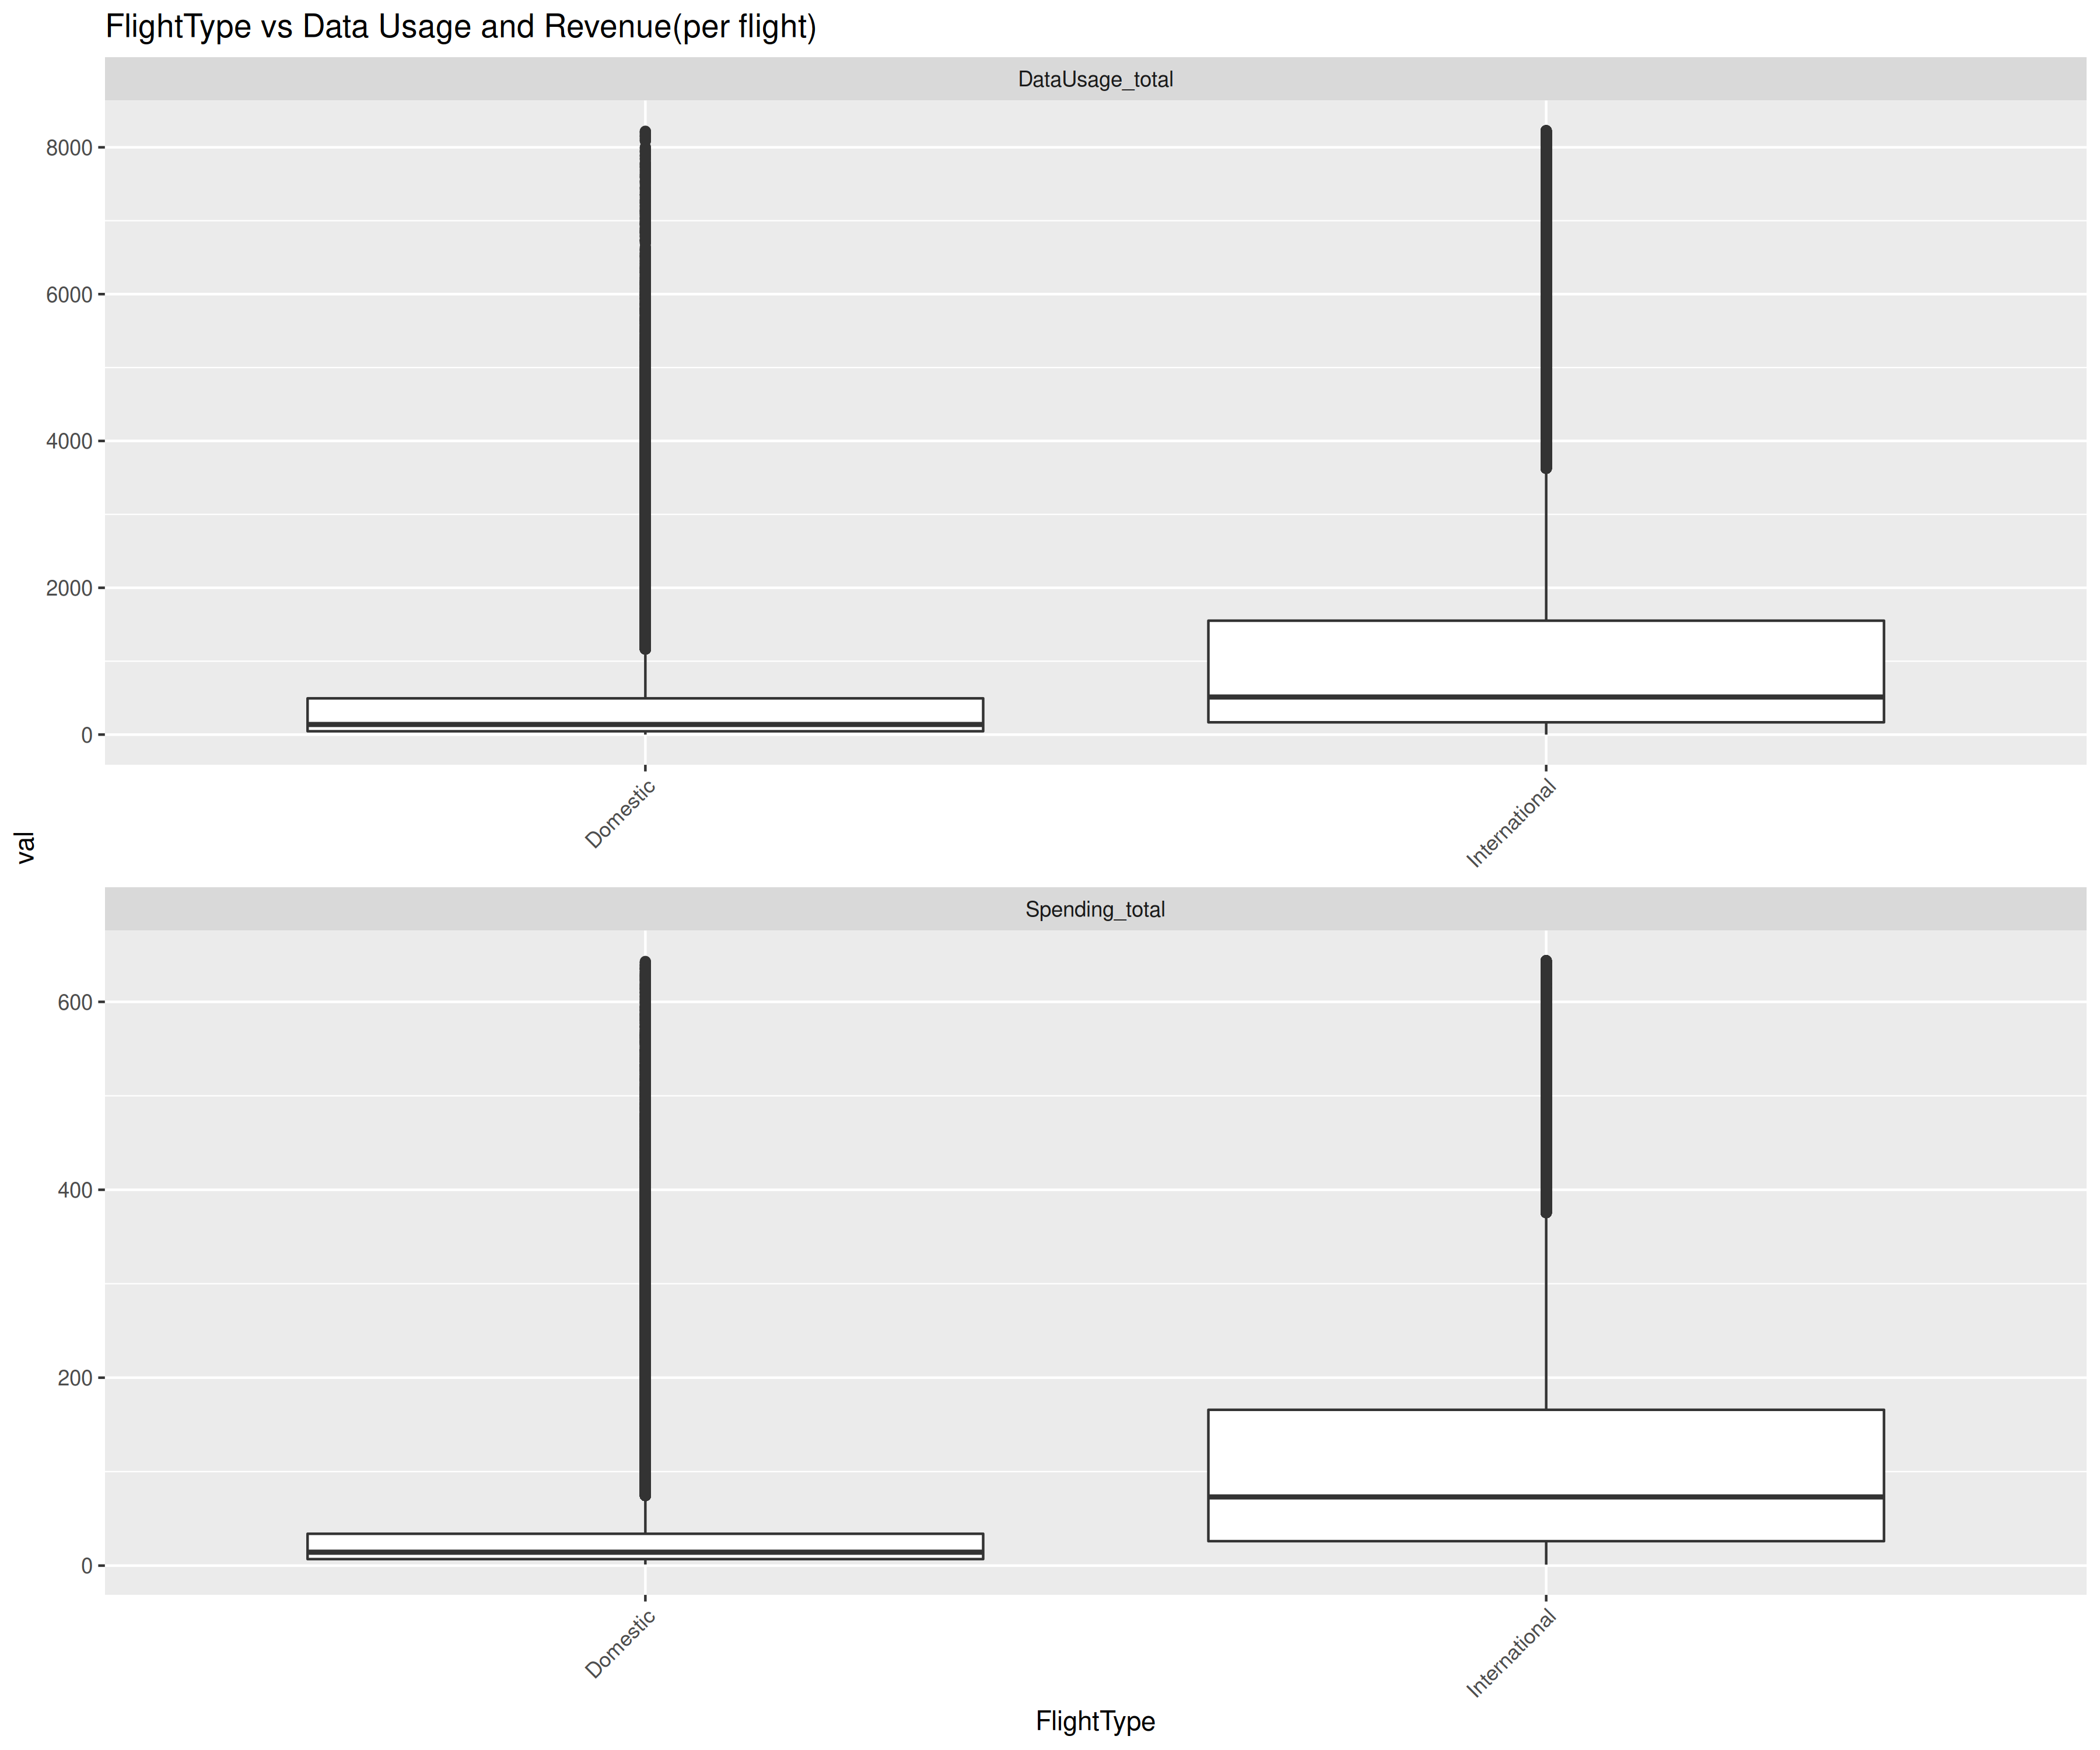 FlightType vs Data Usage and Revenue(per flight)
DataUsage_total
8000
6000
4000
2000
0
Domestic
International
val
Spending_total
600
400
200
0
Domestic
International
FlightType